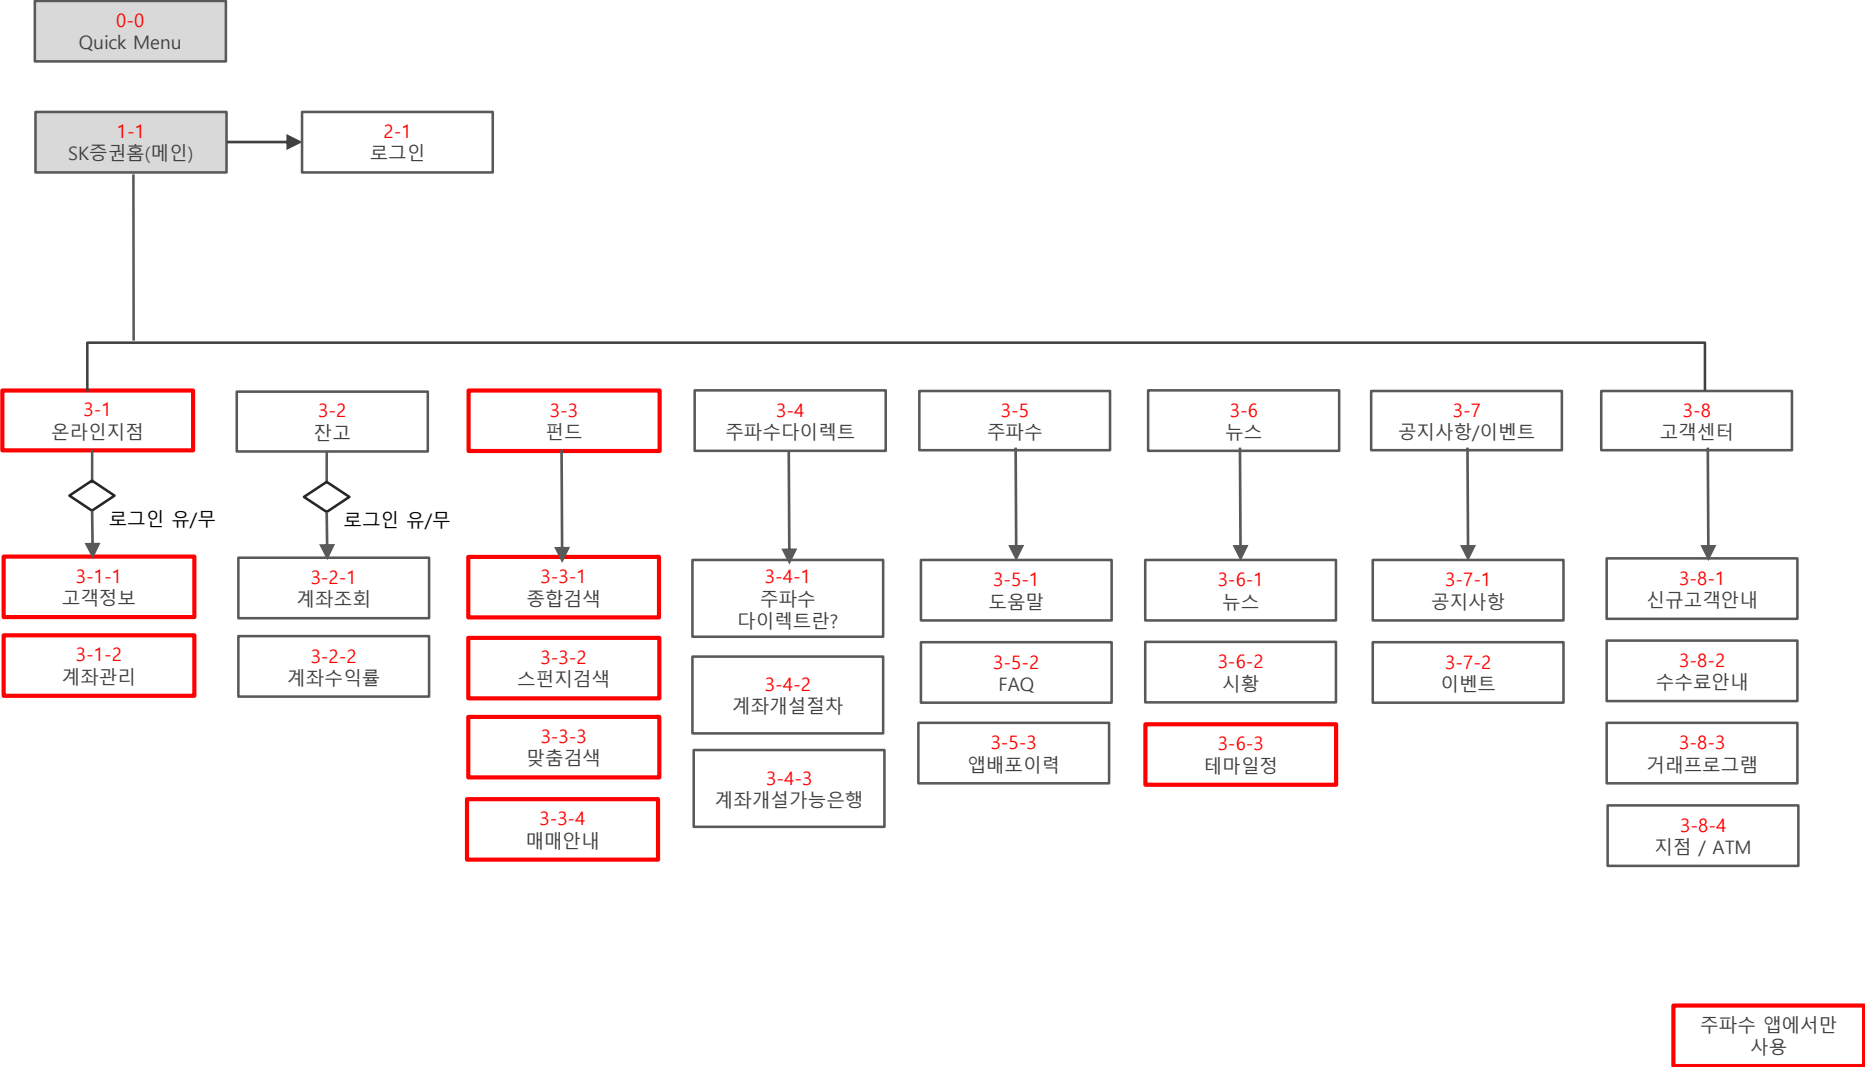 0-0
Quick Menu
1-1
SK증권홈(메인)
2-1
로그인
3-1
온라인지점
3-2
잔고
3-3
펀드
3-4
주파수다이렉트
3-5
주파수
3-6
뉴스
3-7
공지사항/이벤트
3-8
고객센터
로그인 유/무
로그인 유/무
3-1-1
고객정보
3-1-2
계좌관리
3-2-1
계좌조회
3-2-2
계좌수익률
3-3-1
종합검색
3-3-2
스펀지검색
3-3-3
맞춤검색
3-3-4
매매안내
3-4-1
주파수
다이렉트란?
3-4-2
계좌개설절차
3-4-3
계좌개설가능은행
3-5-1
도움말
3-5-2
FAQ
3-5-3
앱배포이력
3-6-1
뉴스
3-6-2
시황
3-6-3
테마일정
3-7-1
공지사항
3-7-2
이벤트
3-8-1
신규고객안내
3-8-2
수수료안내
3-8-3
거래프로그램
3-8-4
지점 / ATM
주파수 앱에서만
사용